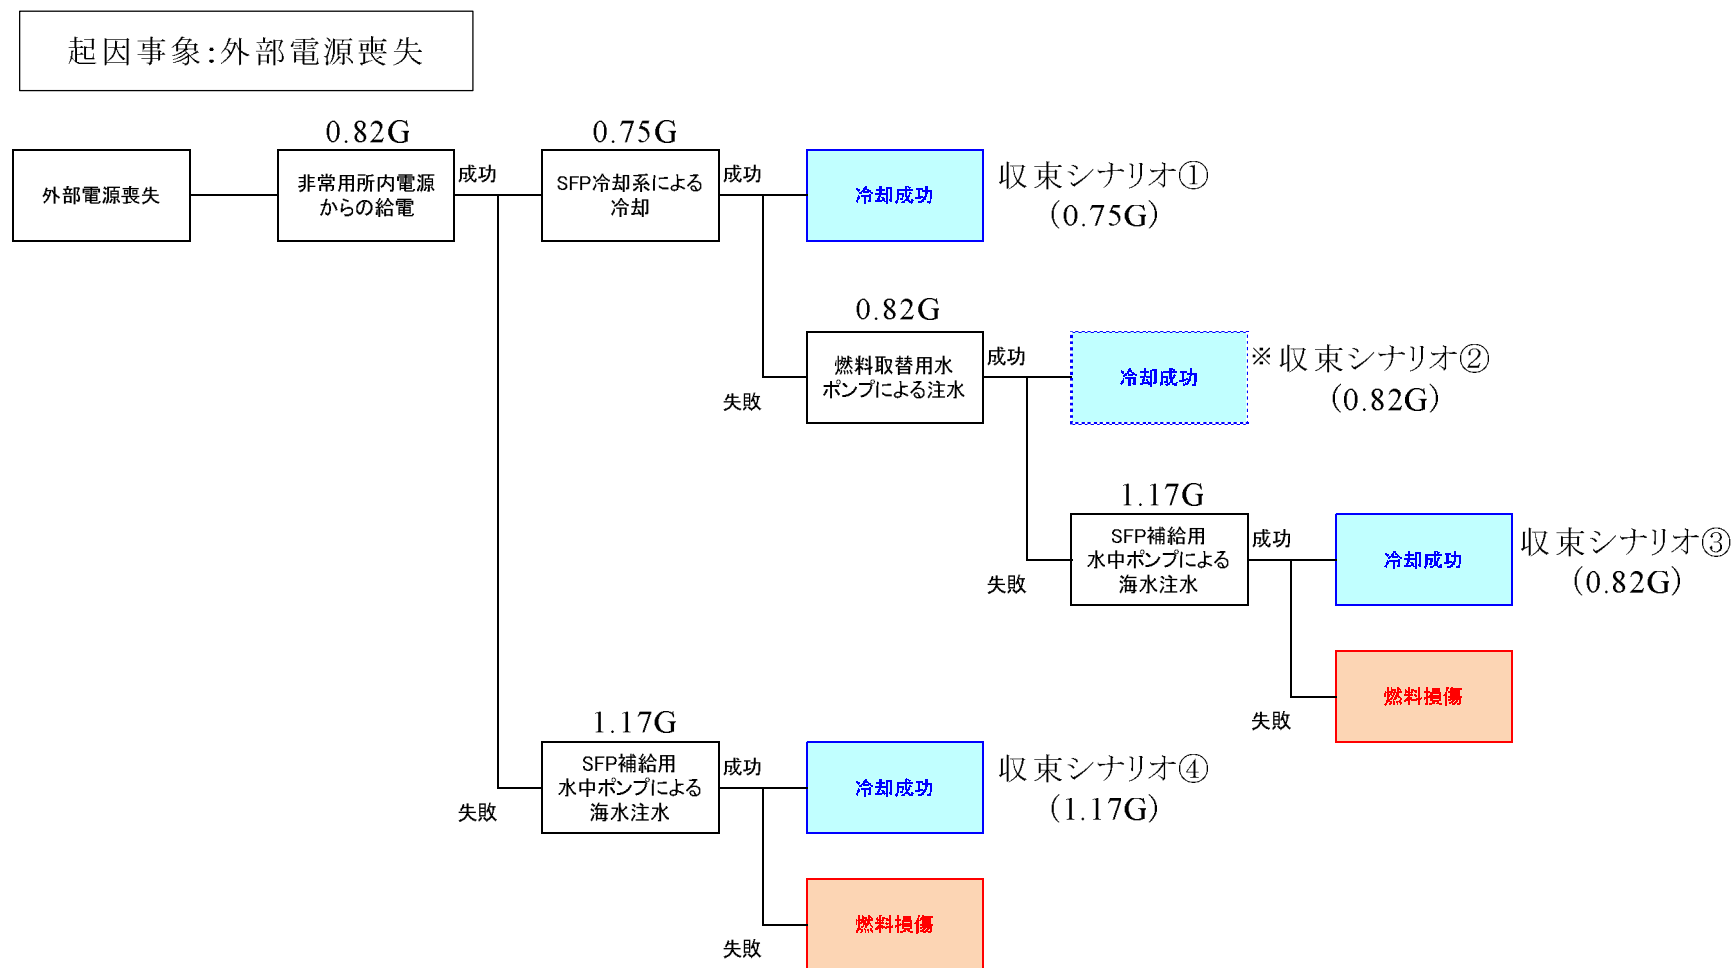 起因事象:外部電源喪失
0.82G
0.75G
外部電源喪失
非常用所内電源
からの給電
成功
SFP冷却系による
冷却
成功
冷却成功
収束シナリオ①
(0.75G)
0.82G
失敗
燃料取替用水
ポンプによる注水
成功
冷却成功
※収束シナリオ②
(0.82G)
1.17G
失敗
SFP補給用
水中ポンプによる
海水注水
成功
冷却成功
収束シナリオ③
(0.82G)
失敗
燃料損傷
1.17G
失敗
SFP補給用
水中ポンプによる
海水注水
成功
冷却成功
収束シナリオ④
(1.17G)
失敗
燃料損傷